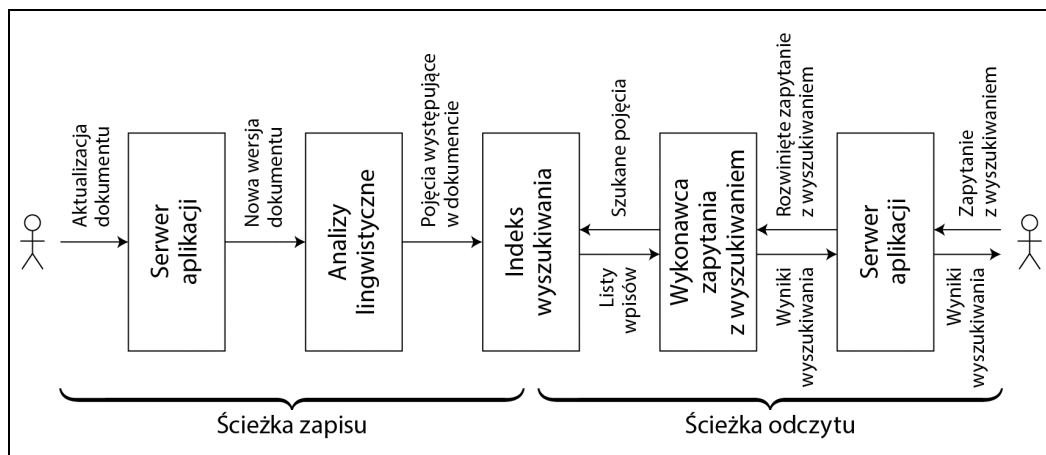 Aktualizacja
dokumentu
Serwer
aplikacji
Nowa wersja
dokumentu
Analizy
lingwistyczne
Pojęcia występujące
w dokumencie
Indeks
wyszukiwania
Szukane pojęcia
Listy
wpisów
Wykonawca
zapytania
z wyszukiwaniem
Rozwinięte zapytanie
z wyszukiwaniem
Wyniki
wyszukiwania
Serwer
aplikacji
Zapytanie
z wyszukiwaniem
Wyniki
wyszukiwania
Ścieżka zapisu
Ścieżka odczytu